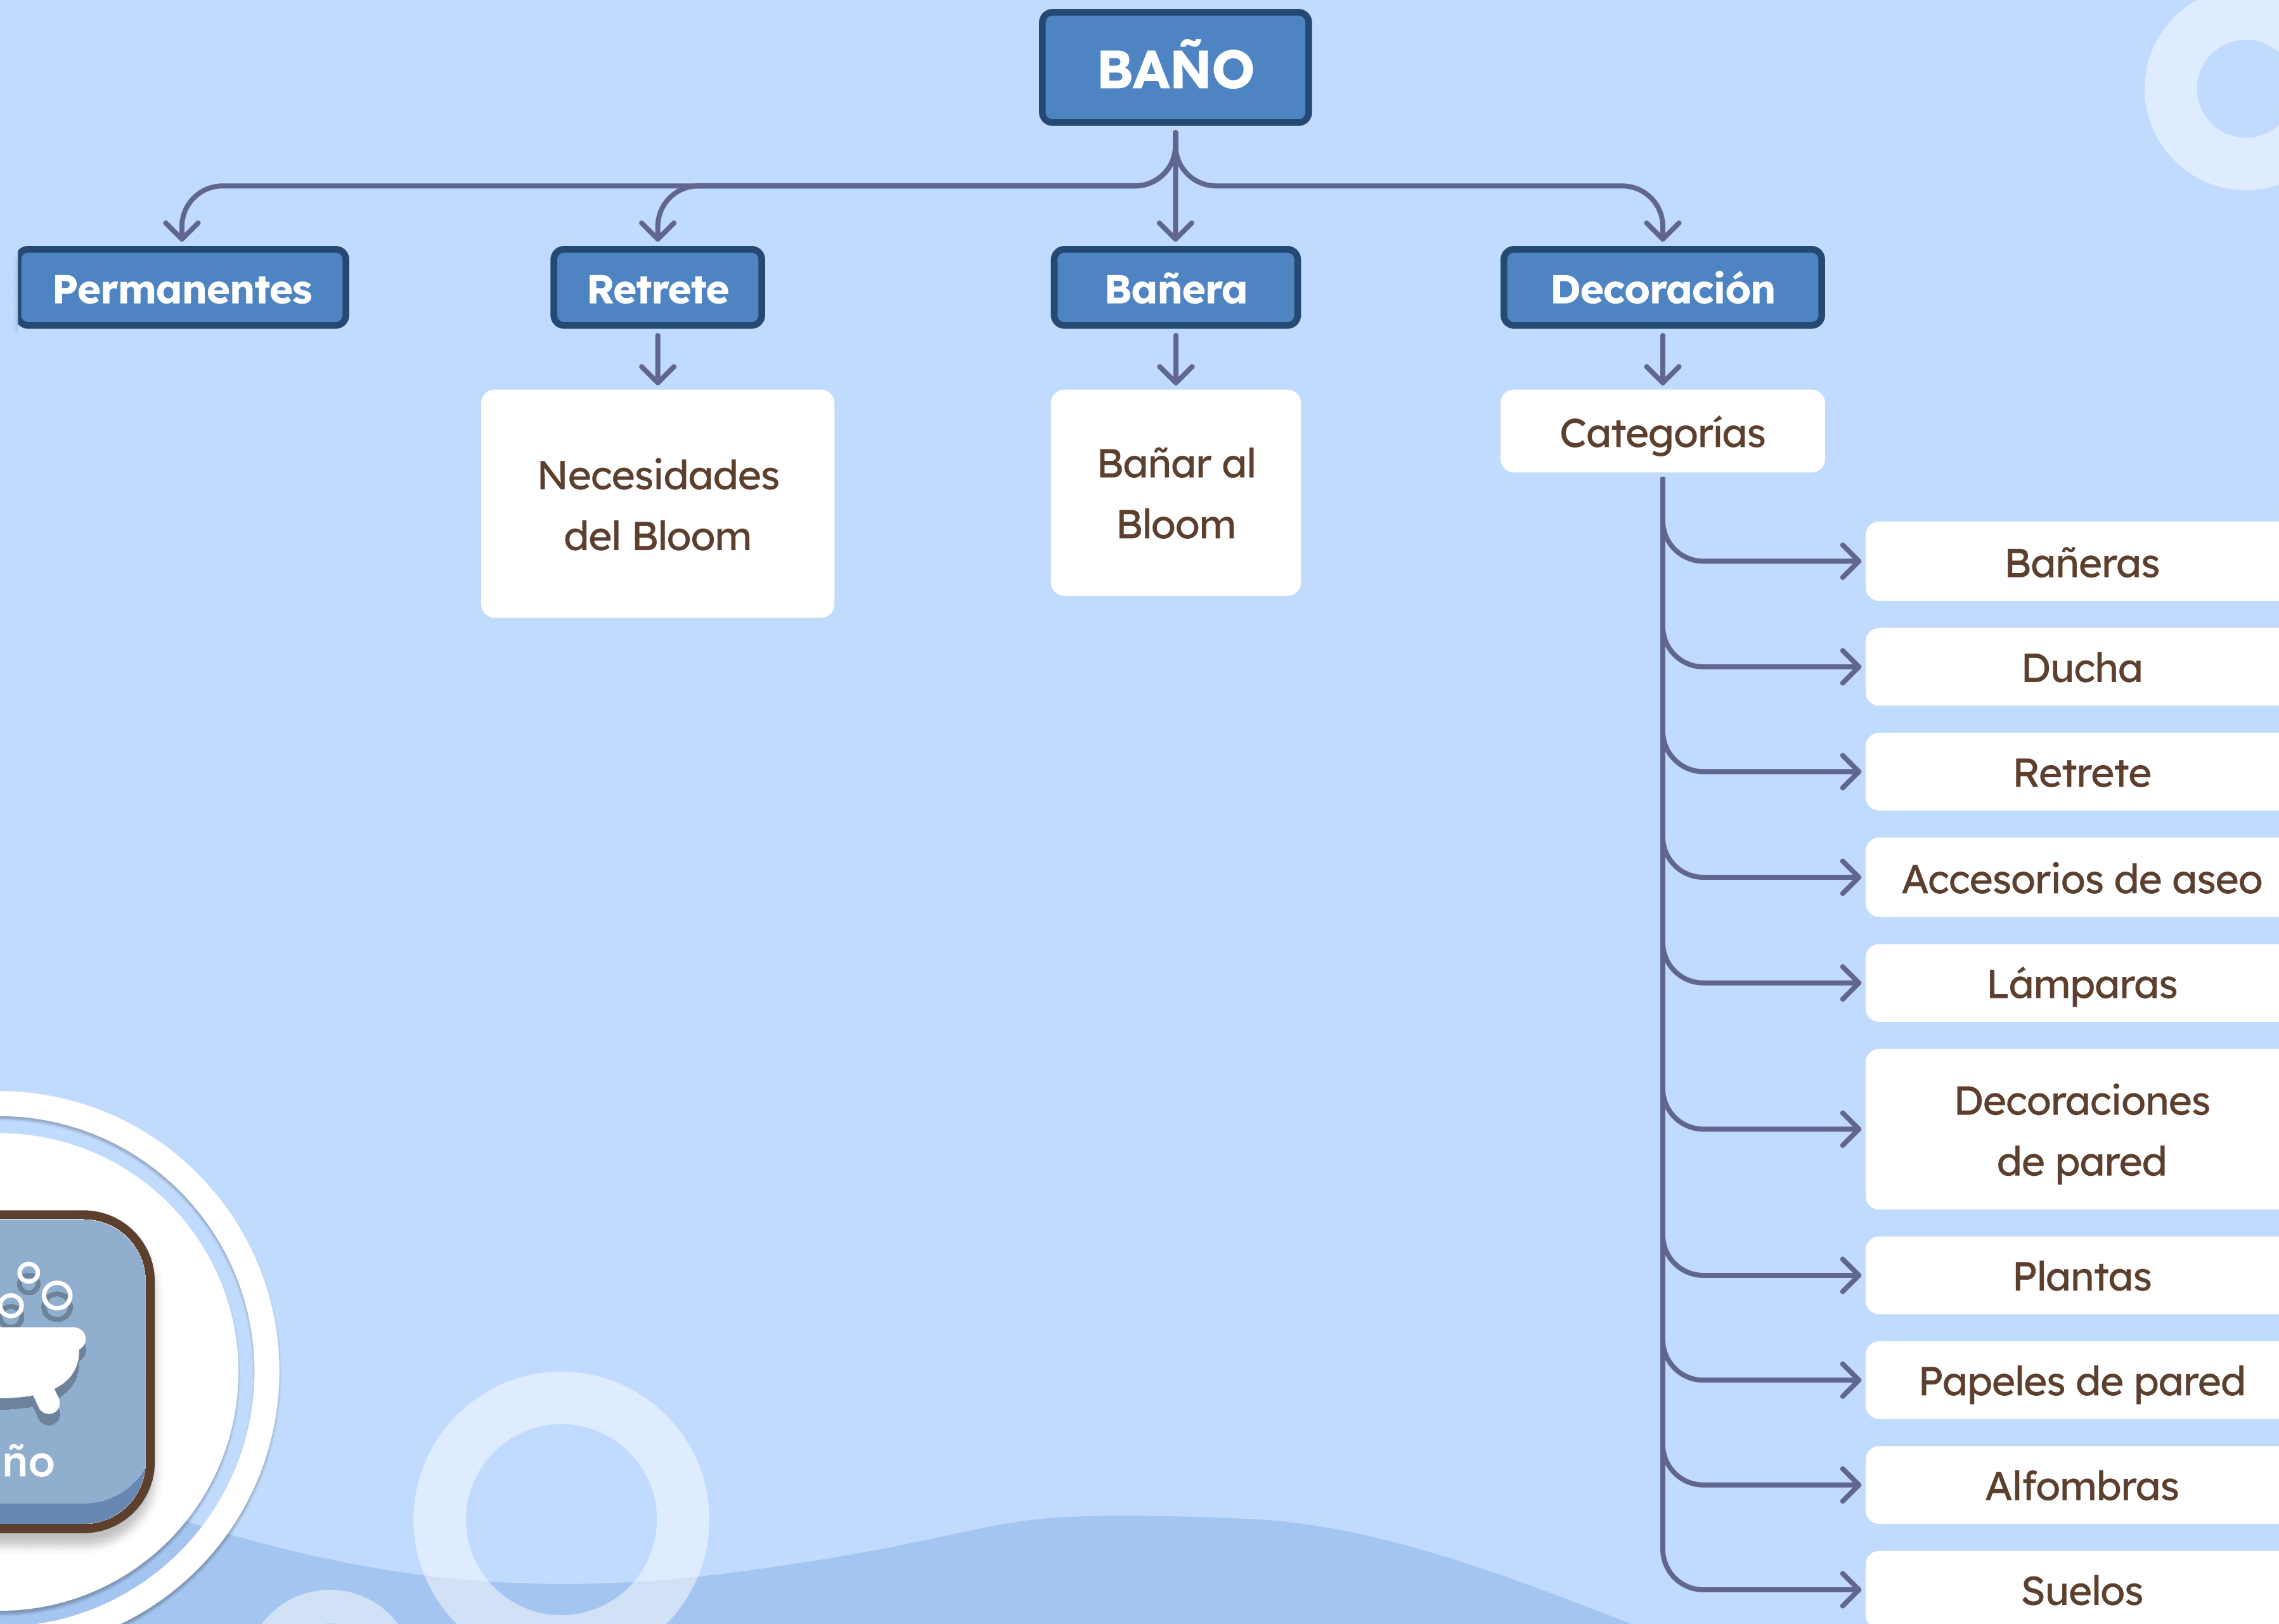 BAÑO
Permanentes
Retrete
Bañera
Decoración
Necesidades
del Bloom
Bañar al
Bloom
Categorías
Bañeras
Ducha
Retrete
Accesorios de aseo
Lámparas
Decoraciones
de pared
Plantas
Papeles de pared
Alfombras
Suelos
ño